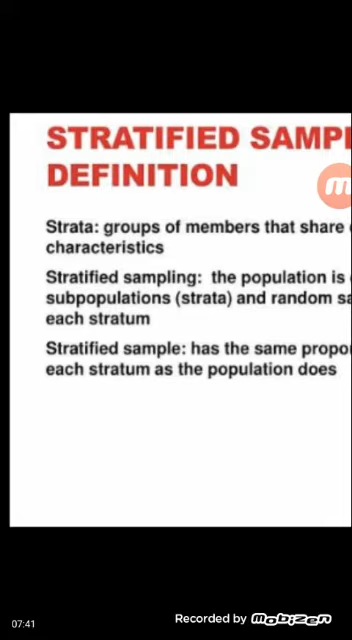 STRATIFIED SAMPL
DEFINITION
Strata: groups of members that share
characteristics
Stratified sampling: the population is
subpopulations (strata) and random sa
each stratum
Stratified sample: has the same propo
each stratum as the population does
07:41
Recorded by Mobizen